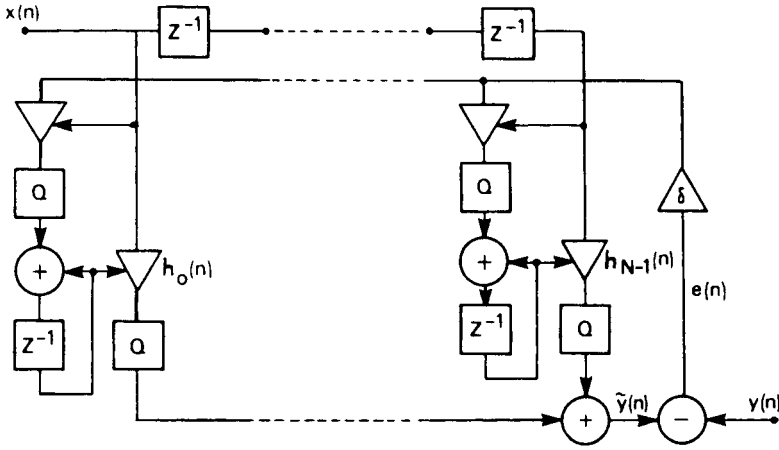 x(n)
z⁻¹
z⁻¹
Q
Q
δ
+
h₀(n)
+
h_{N-1}(n)
e(n)
z⁻¹
Q
z⁻¹
Q
+
ỹ(n)
−
y(n)